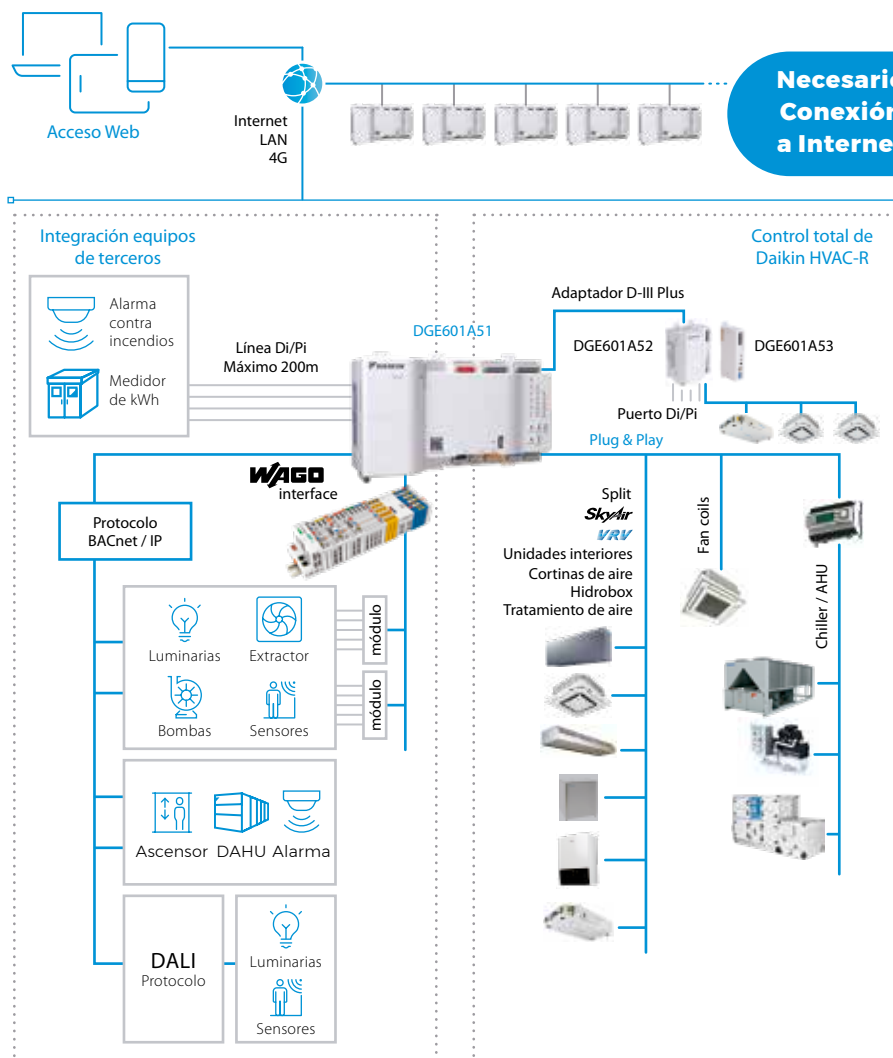 Acceso Web
Internet
LAN
4G
Necesario
Conexión
a Internet
Integración equipos
de terceros
Alarma
contra
incendios
Medidor
de kWh
Línea Di/Pi
Máximo 200m
DGE601A51
DAIKIN
Control total de
Daikin HVAC-R
Adaptador D-III Plus
DGE601A52
DGE601A53
Puerto Di/Pi
Plug & Play
WAGO
interface
Protocolo
BACnet / IP
Luminarias
Extractor
módulo
Bombas
Sensores
módulo
Ascensor
DAHU
Alarma
DALI
Protocolo
Luminarias
Sensores
Split
SkyAir
VRV
Unidades interiores
Cortinas de aire
Hidrobox
Tratamiento de aire
Fan coils
Chiller / AHU